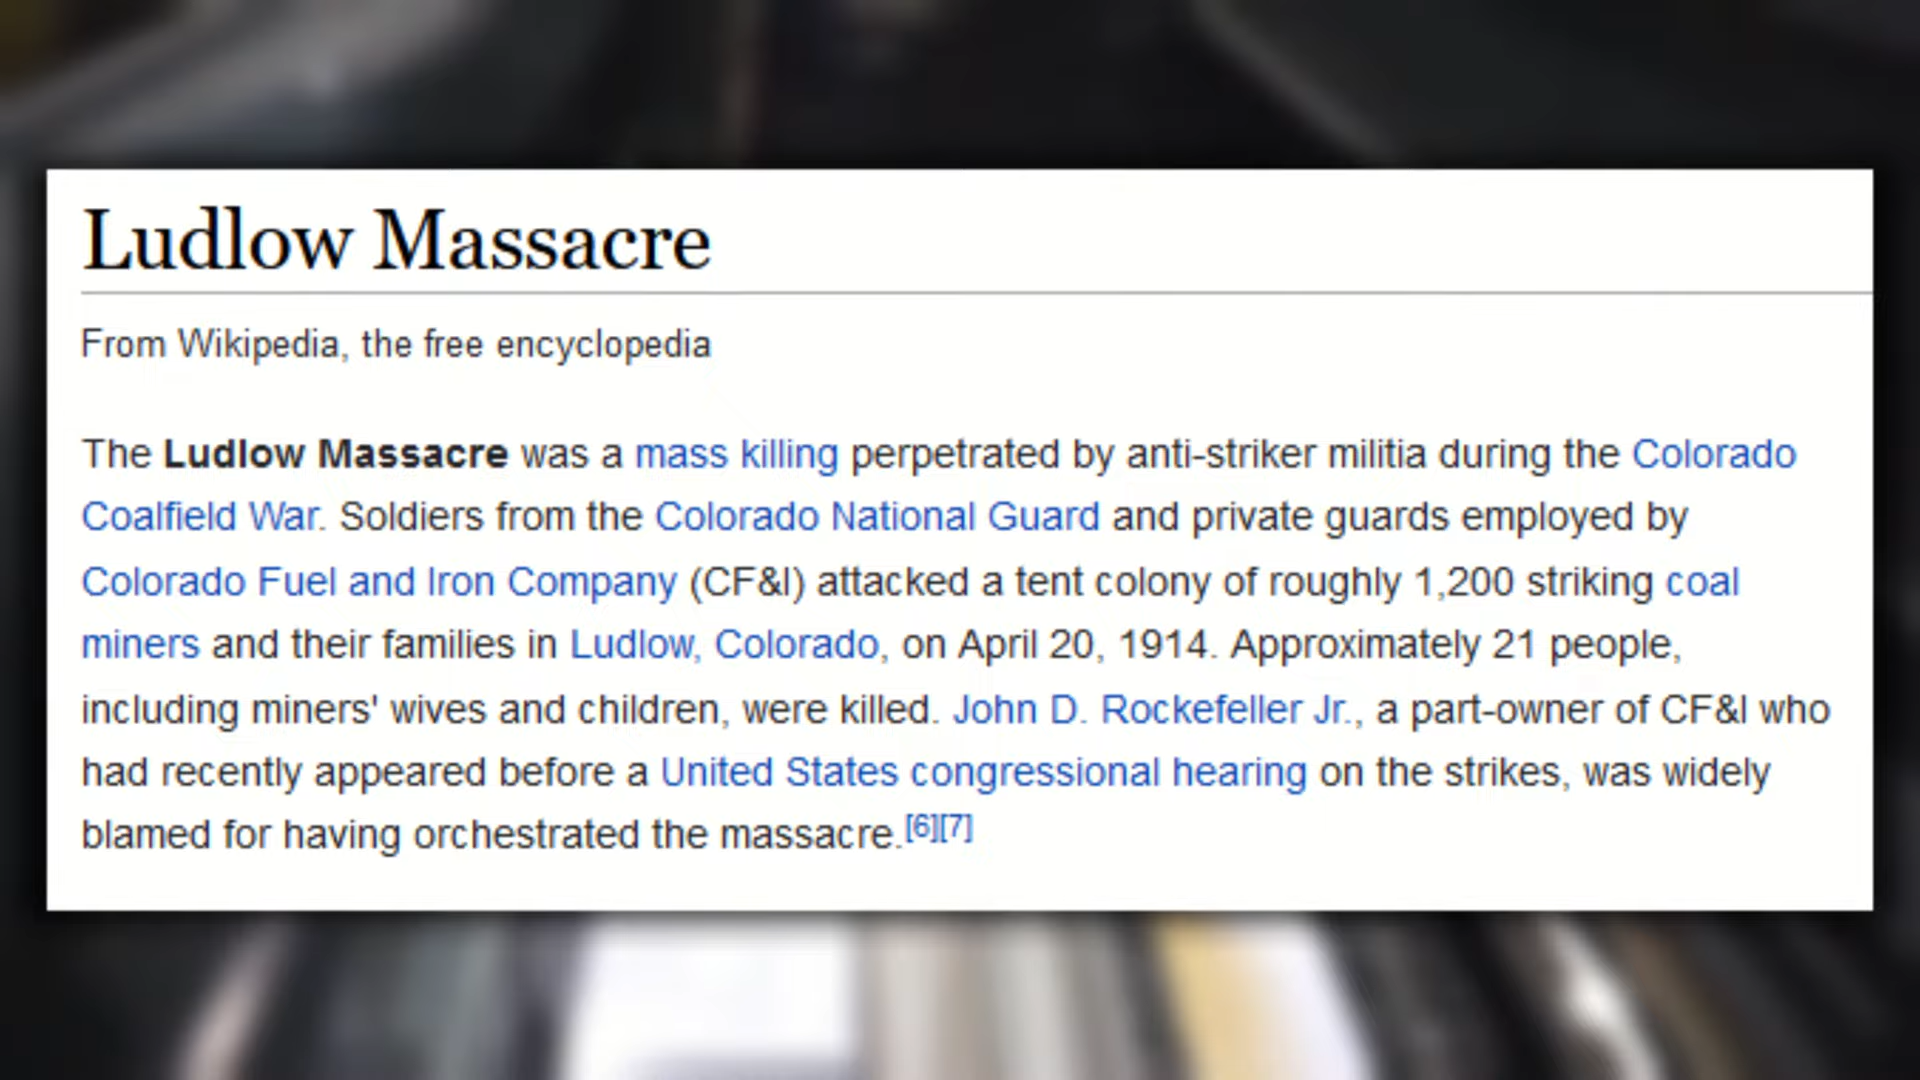 Ludlow Massacre
From Wikipedia, the free encyclopedia
The Ludlow Massacre was a mass killing perpetrated by anti-striker militia during the Colorado
Coalfield War. Soldiers from the Colorado National Guard and private guards employed by
Colorado Fuel and Iron Company (CF&I) attacked a tent colony of roughly 1,200 striking coal
miners and their families in Ludlow, Colorado, on April 20, 1914. Approximately 21 people,
including miners' wives and children, were killed. John D. Rockefeller Jr., a part-owner of CF&I who
had recently appeared before a United States congressional hearing on the strikes, was widely
blamed for having orchestrated the massacre.[6][7]